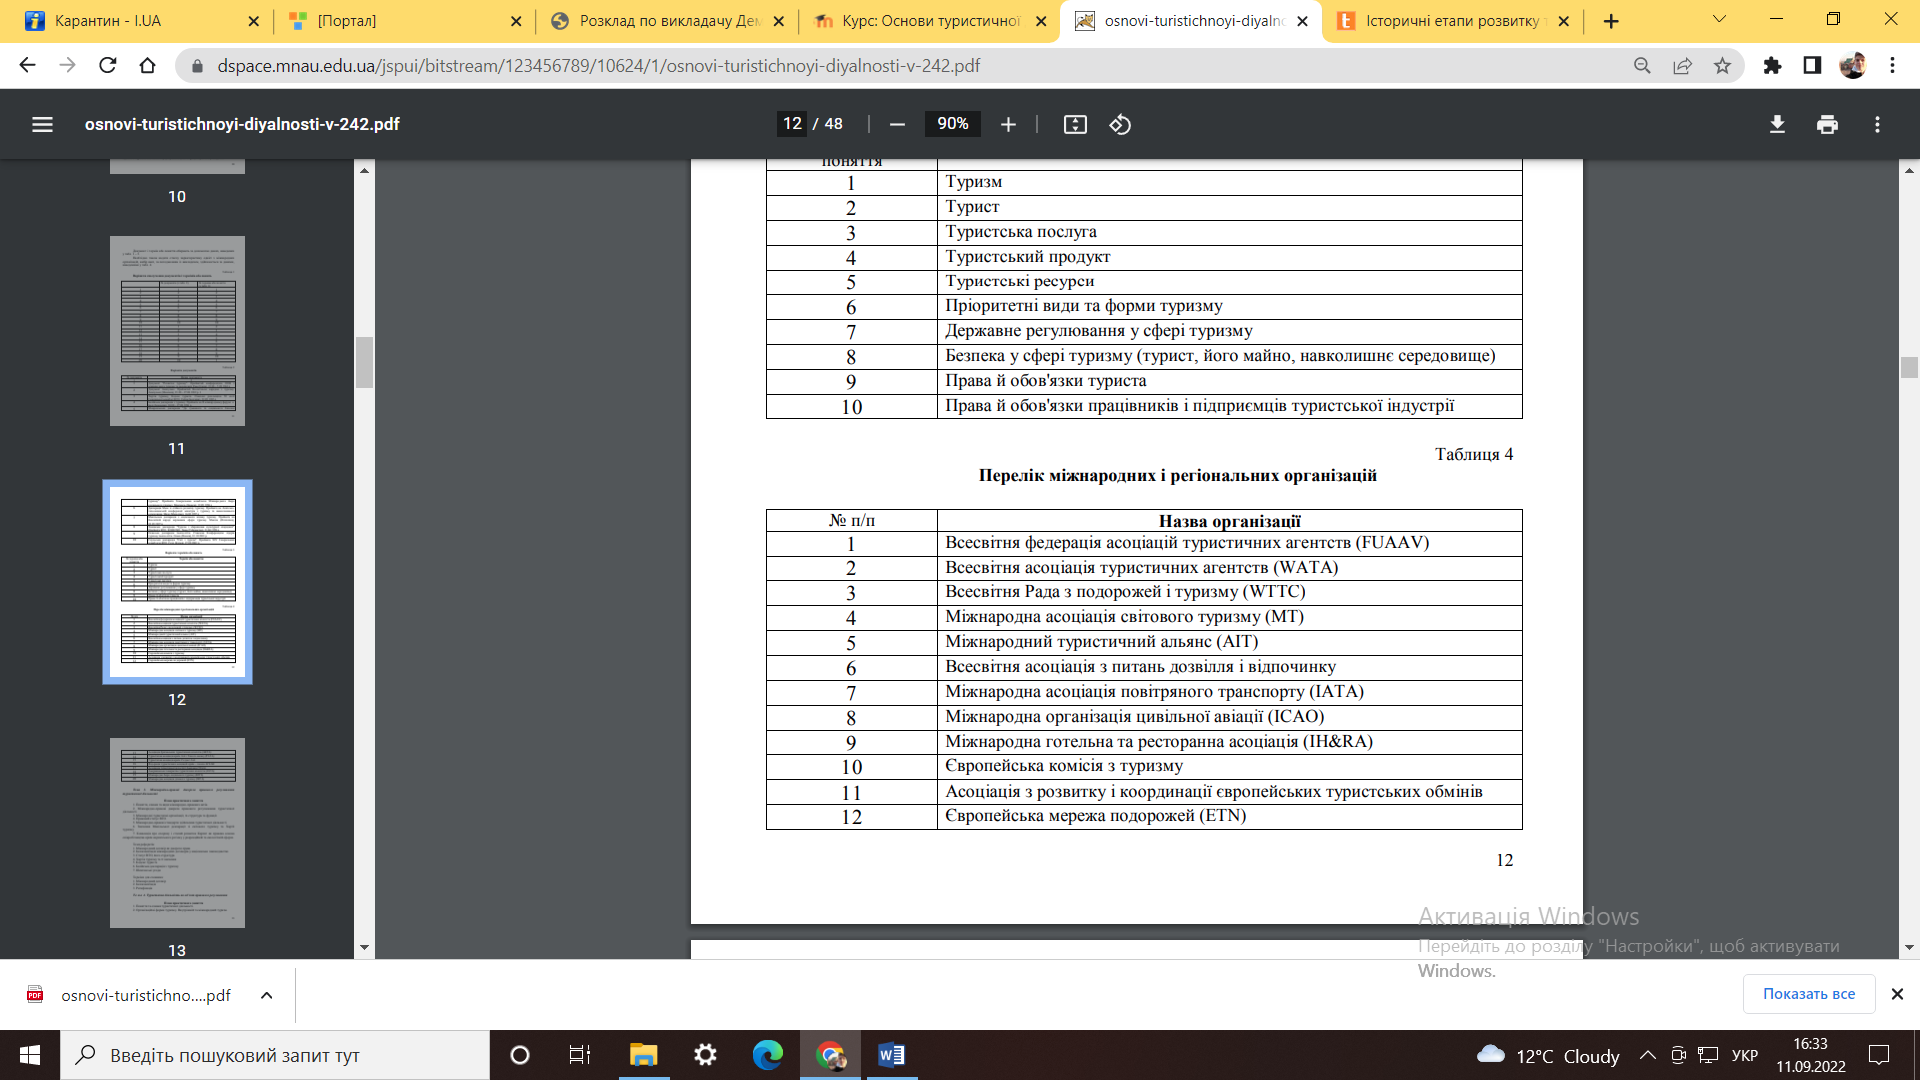 Карантин - I.UA
[Портал]
Розклад по викладачу Дем
Курс: Основи туристичної
osnovi-turistichnoyi-diyalno
Історичні етапи розвитку т
dspace.mnau.edu.ua/jspui/bitstream/123456789/10624/1/osnovi-turistichnoyi-diyalnosti-v-242.pdf
osnovi-turistichnoyi-diyalnosti-v-242.pdf
12 / 48
90%
10
11
12
13
поняття
1 Туризм
2 Турист
3 Туристська послуга
4 Туристський продукт
5 Туристські ресурси
6 Пріоритетні види та форми туризму
7 Державне регулювання у сфері туризму
8 Безпека у сфері туризму (турист, його майно, навколишнє середовище)
9 Права й обов'язки туриста
10 Права й обов'язки працівників і підприємців туристської індустрії
Таблиця 4
Перелік міжнародних і регіональних організацій
№ п/п Назва організації
1 Всесвітня федерація асоціацій туристичних агентств (FUAAV)
2 Всесвітня асоціація туристичних агентств (WATA)
3 Всесвітня Рада з подорожей і туризму (WTTC)
4 Міжнародна асоціація світового туризму (МТ)
5 Міжнародний туристичний альянс (AIT)
6 Всесвітня асоціація з питань дозвілля і відпочинку
7 Міжнародна асоціація повітряного транспорту (IATA)
8 Міжнародна організація цивільної авіації (ICAO)
9 Міжнародна готельна та ресторанна асоціація (IH&RA)
10 Європейська комісія з туризму
11 Асоціація з розвитку і координації європейських туристських обмінів
12 Європейська мережа подорожей (ETN)
12
Активація Windows
Перейдіть до розділу "Настройки", щоб активувати
Windows.
osnovi-turistichno....pdf
Показать все
Введіть пошуковий запит тут
12°C Cloudy
УКР
16:33
11.09.2022